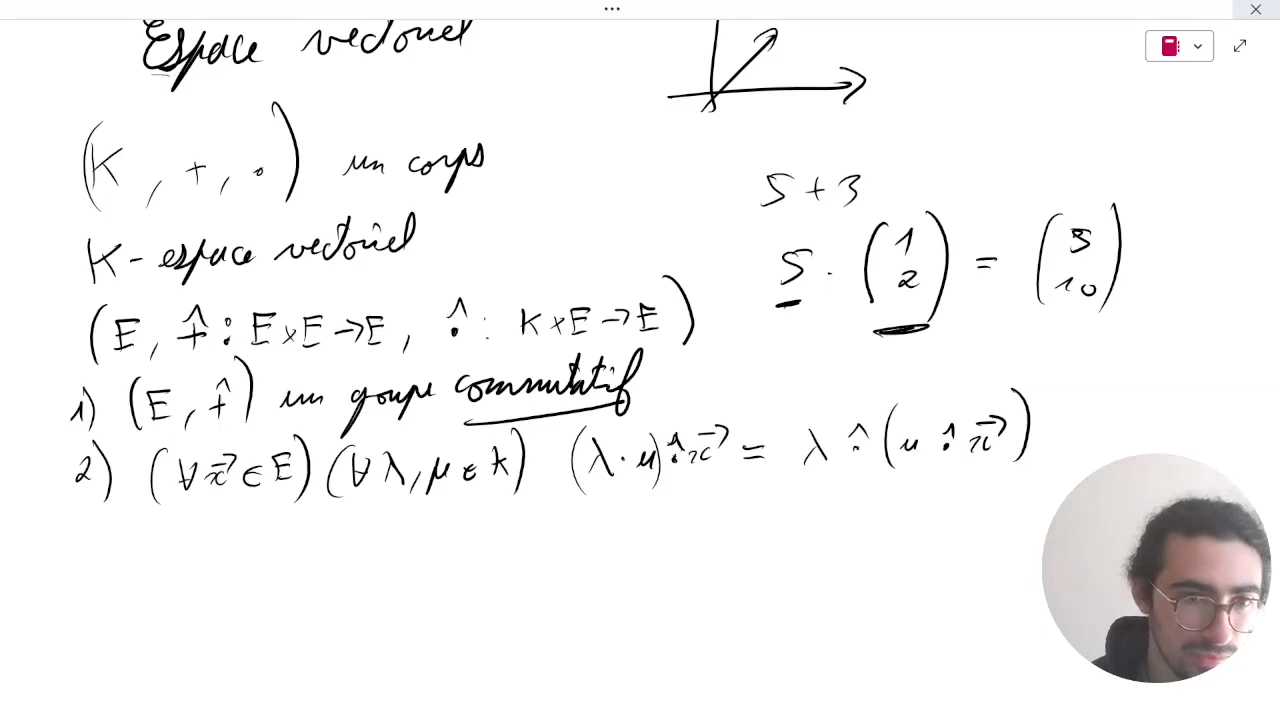 Espace vectoriel
(K, +, ·) un corps
K-espace vectoriel
(E, +̂ : E×E→E, ·̂ : K×E→E)
1) (E, +̂) un groupe commutatif
2) (∀x⃗ ∈ E) (∀λ, μ ∈ K) (λ · μ) ·̂ x⃗ = λ ·̂ (μ ·̂ x⃗)
5 + 3
5 · (1 2) = (5 10)